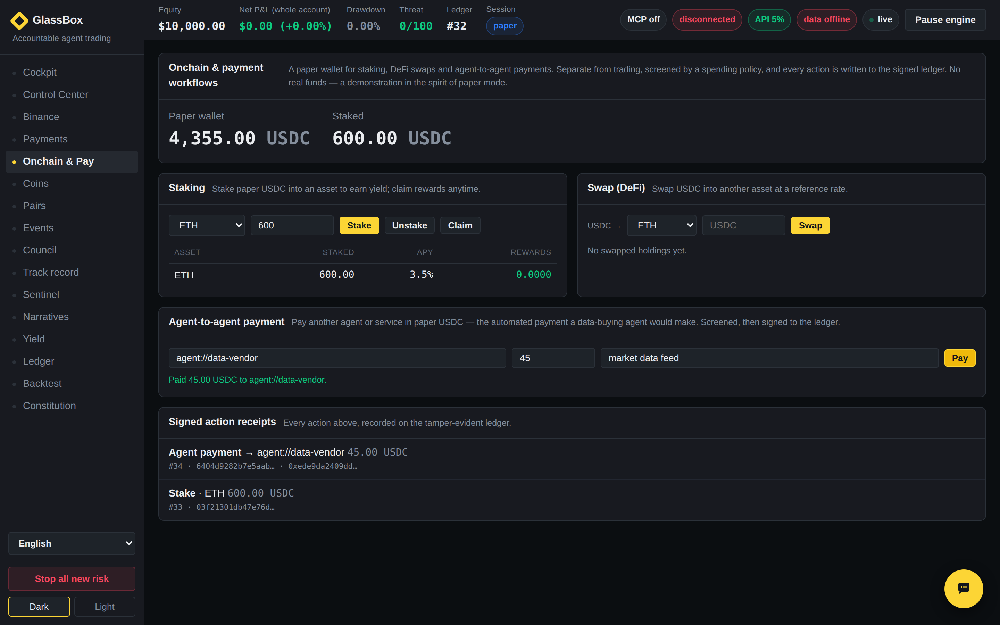 GlassBox
Accountable agent trading
Cockpit
Control Center
Binance
Payments
Onchain & Pay
Coins
Pairs
Events
Council
Track record
Sentinel
Narratives
Yield
Ledger
Backtest
Constitution
English
Stop all new risk
Dark Light
Equity Net P&L (whole account) Drawdown Threat Ledger Session
$10,000.00 $0.00 (+0.00%) 0.00% 0/100 #32 paper
MCP off disconnected API 5% data offline live Pause engine
Onchain & payment
workflows
A paper wallet for staking, DeFi swaps and agent-to-agent payments. Separate from trading, screened by a spending policy, and every action is written to the signed ledger. No
real funds — a demonstration in the spirit of paper mode.
Paper wallet Staked
4,355.00 USDC 600.00 USDC
Staking Stake paper USDC into an asset to earn yield; claim rewards anytime.
ETH 600 Stake Unstake Claim
ASSET STAKED APY REWARDS
ETH 600.00 3.5% 0.0000
Swap (DeFi) Swap USDC into another asset at a reference rate.
USDC → ETH USDC Swap
No swapped holdings yet.
Agent-to-agent payment Pay another agent or service in paper USDC — the automated payment a data-buying agent would make. Screened, then signed to the ledger.
agent://data-vendor 45 market data feed Pay
Paid 45.00 USDC to agent://data-vendor.
Signed action receipts Every action above, recorded on the tamper-evident ledger.
Agent payment → agent://data-vendor 45.00 USDC
#34 · 6404d9282b7e5aab… · 0xede9da2409dd…
Stake · ETH 600.00 USDC
#33 · 03f21301db47e76d…